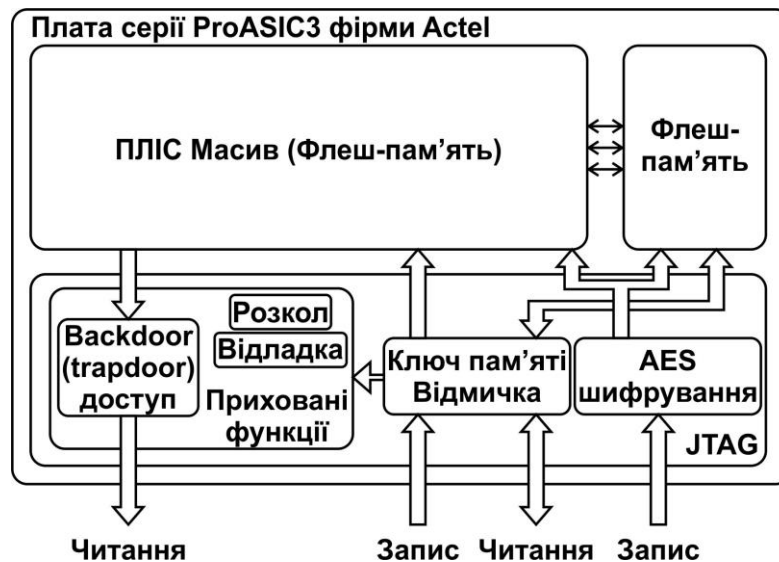 Плата серії ProASIC3 фірми Actel
ПЛІС Масив (Флеш-пам’ять)
Флеш-
пам’ять
Розкол
Відладка
Backdoor
(trapdoor)
доступ
Приховані
функції
Ключ пам’яті
Відмичка
AES
шифрування
JTAG
Читання
Запис
Читання
Запис